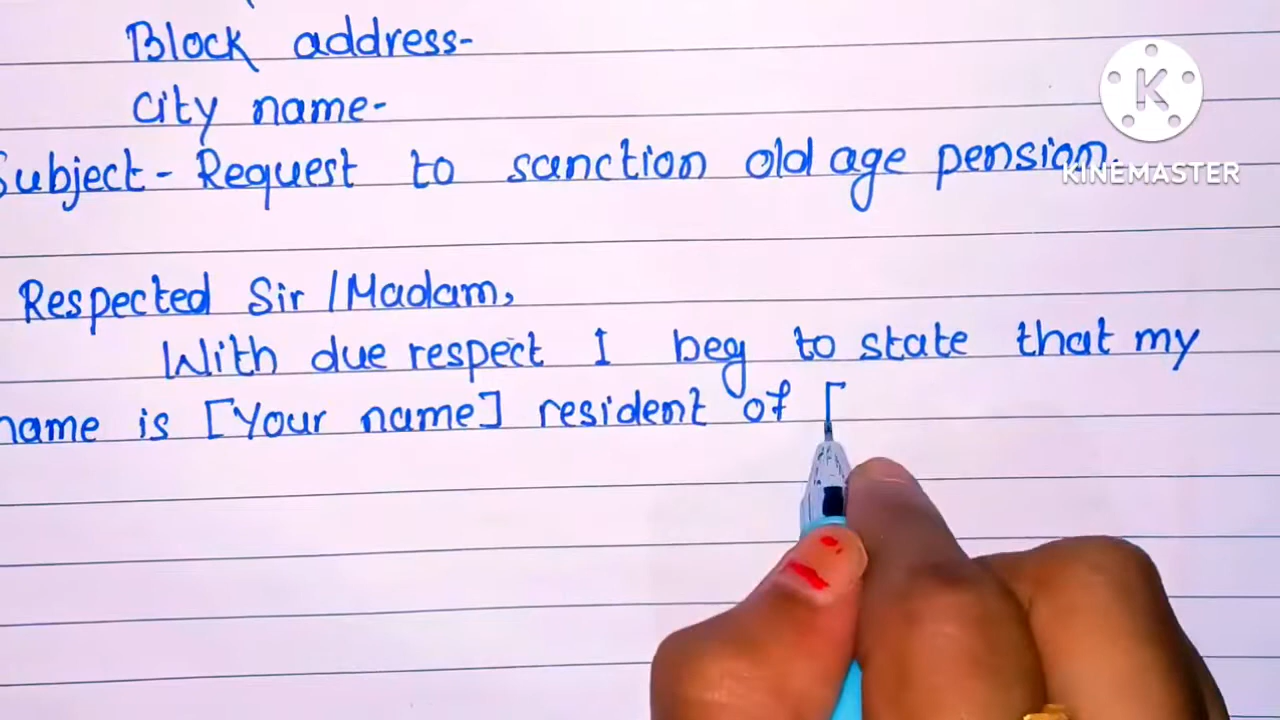 Block address-
City name-
Subject - Request to sanction old age pension.
K
KINEMASTER
Respected Sir /Madam,
With due respect I beg to state that my
name is [Your name] resident of [